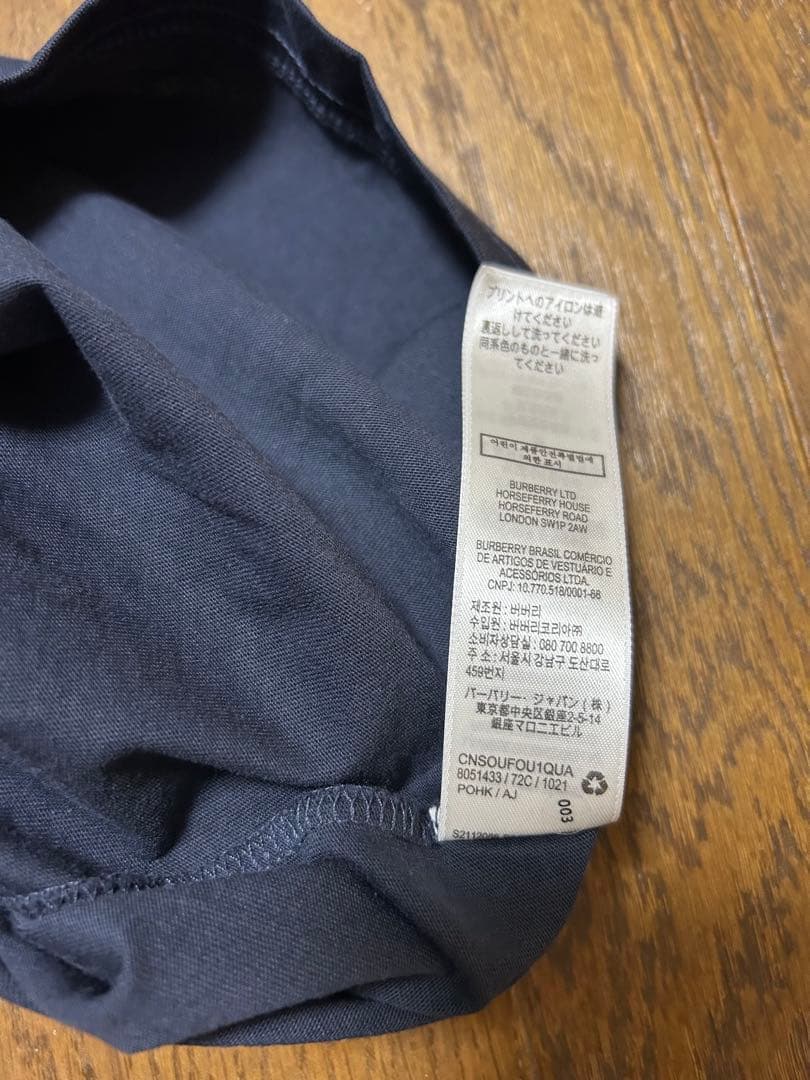 プリントへのアイロンは避
けてください
裏返しして洗ってください
同系色のものと一緒に洗っ
てください
어린이 제품안전특별법에
의한 표시
BURBERRY LTD
HORSEFERRY HOUSE
HORSEFERRY ROAD
LONDON SW1P 2AW
BURBERRY BRASIL COMÉRCIO
DE ARTIGOS DE VESTUÁRIO E
ACESSÓRIOS LTDA.
CNPJ: 10.770.518/0001-66
제조원 : 버버리
수입원 : 버버리코리아㈜
소비자상담실 : 080 700 8800
주 소 : 서울시 강남구 도산대로
459번지
バーバリー・ジャパン (株)
東京都中央区銀座2-5-14
銀座マロニエビル
CNSOUFOU1QUA
8051433 / 72C / 1021
POHK / AJ
003